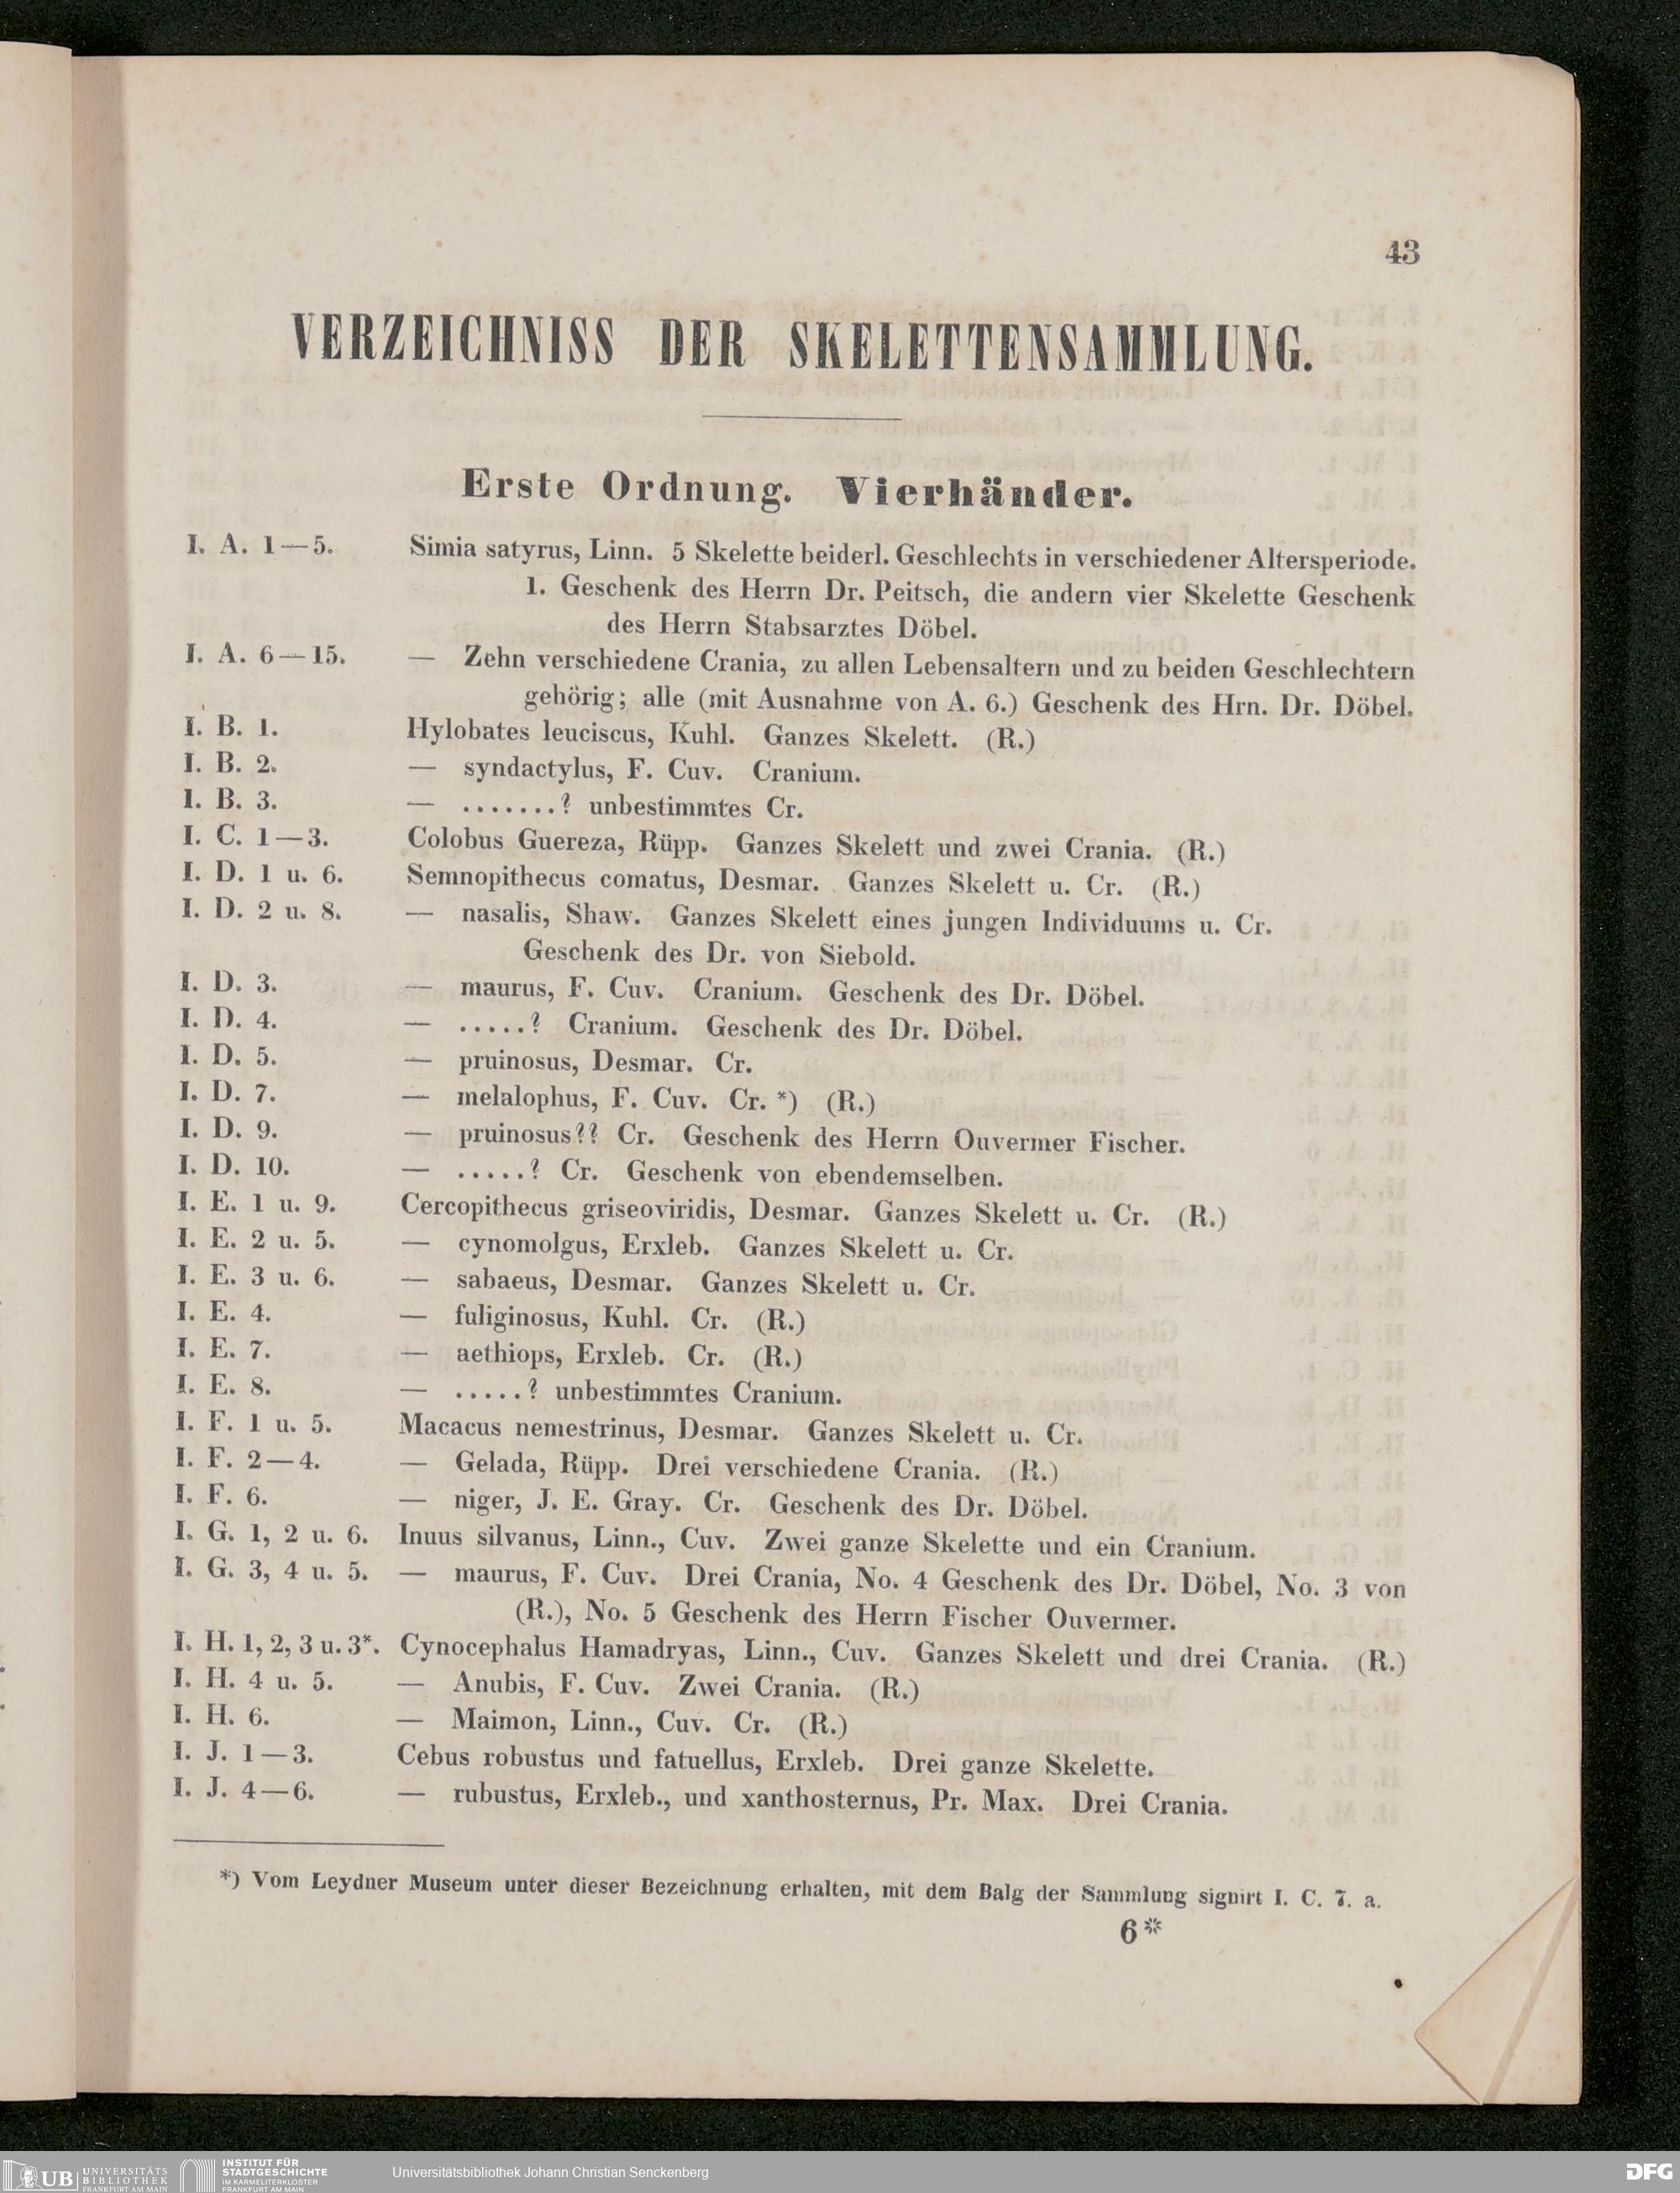 43
VERZEICHNISS DER SKELETTENSAMMLUNG.
Erste Ordnung. Vierhänder.
I. A. 1—5. Simia satyrus, Linn. 5 Skelette beiderl. Geschlechts in verschiedener Altersperiode.
1. Geschenk des Herrn Dr. Peitsch, die andern vier Skelette Geschenk
des Herrn Stabsarztes Döbel.
I. A. 6—15. — Zehn verschiedene Crania, zu allen Lebensaltern und zu beiden Geschlechtern
gehörig; alle (mit Ausnahme von A. 6.) Geschenk des Hrn. Dr. Döbel.
I. B. 1. Hylobates leuciscus, Kuhl. Ganzes Skelett. (R.)
I. B. 2. — syndactylus, F. Cuv. Cranium.
I. B. 3. — .......? unbestimmtes Cr.
I. C. 1—3. Colobus Guereza, Rüpp. Ganzes Skelett und zwei Crania. (R.)
I. D. 1 u. 6. Semnopithecus comatus, Desmar. Ganzes Skelett u. Cr. (R.)
I. D. 2 u. 8. — nasalis, Shaw. Ganzes Skelett eines jungen Individuums u. Cr.
Geschenk des Dr. von Siebold.
I. D. 3. — maurus, F. Cuv. Cranium. Geschenk des Dr. Döbel.
I. D. 4. — .....? Cranium. Geschenk des Dr. Döbel.
I. D. 5. — pruinosus, Desmar. Cr.
I. D. 7. — melalophus, F. Cuv. Cr. *) (R.)
I. D. 9. — pruinosus?? Cr. Geschenk des Herrn Ouvermer Fischer.
I. D. 10. — .....? Cr. Geschenk von ebendemselben.
I. E. 1 u. 9. Cercopithecus griseoviridis, Desmar. Ganzes Skelett u. Cr. (R.)
I. E. 2 u. 5. — cynomolgus, Erxleb. Ganzes Skelett u. Cr.
I. E. 3 u. 6. — sabaeus, Desmar. Ganzes Skelett u. Cr.
I. E. 4. — fuliginosus, Kuhl. Cr. (R.)
I. E. 7. — aethiops, Erxleb. Cr. (R.)
I. E. 8. — .....? unbestimmtes Cranium.
I. F. 1 u. 5. Macacus nemestrinus, Desmar. Ganzes Skelett u. Cr.
I. F. 2—4. — Gelada, Rüpp. Drei verschiedene Crania. (R.)
I. F. 6. — niger, J. E. Gray. Cr. Geschenk des Dr. Döbel.
I. G. 1, 2 u. 6. Inuus silvanus, Linn., Cuv. Zwei ganze Skelette und ein Cranium.
I. G. 3, 4 u. 5. — maurus, F. Cuv. Drei Crania, No. 4 Geschenk des Dr. Döbel, No. 3 von
(R.), No. 5 Geschenk des Herrn Fischer Ouvermer.
I. H. 1, 2, 3 u. 3*. Cynocephalus Hamadryas, Linn., Cuv. Ganzes Skelett und drei Crania. (R.)
I. H. 4 u. 5. — Anubis, F. Cuv. Zwei Crania. (R.)
I. H. 6. — Maimon, Linn., Cuv. Cr. (R.)
I. J. 1—3. Cebus robustus und fatuellus, Erxleb. Drei ganze Skelette.
I. J. 4—6. — rubustus, Erxleb., und xanthosternus, Pr. Max. Drei Crania.
*) Vom Leydner Museum unter dieser Bezeichnung erhalten, mit dem Balg der Sammlung signirt I. C. 7. a.
6*
UB UNIVERSITÄTS
BIBLIOTHEK
FRANKFURT AM MAIN
INSTITUT FÜR
STADTGESCHICHTE
IM KARMELITERKLOSTER
FRANKFURT AM MAIN
Universitätsbibliothek Johann Christian Senckenberg
DFG